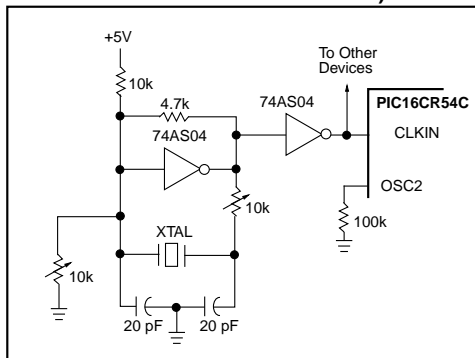 +5V
To Other
Devices
10k
4.7k
74AS04
PIC16CR54C
74AS04
CLKIN
10k
OSC2
100k
XTAL
10k
20 pF
20 pF